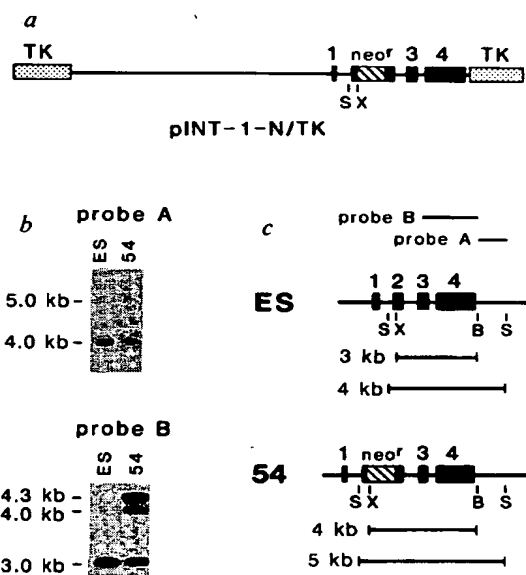 a
TK 1 neoʳ 3 4 TK
S X
pINT-1-N/TK
b probe A
ES 54
5.0 kb-
4.0 kb-
probe B
ES 54
4.3 kb-
4.0 kb-
3.0 kb-
c
probe B
probe A
1 2 3 4
ES
S X B S
3 kb
4 kb
1 neoʳ 3 4
54
S X B S
4 kb
5 kb